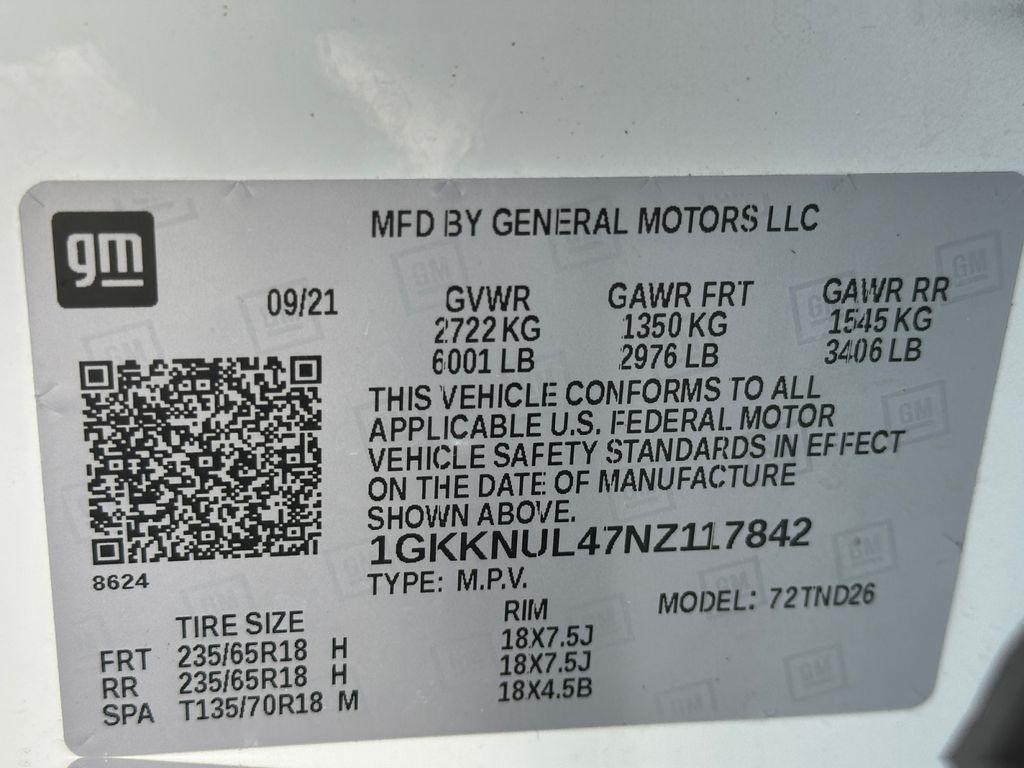 gm
MFD BY GENERAL MOTORS LLC
09/21 GVWR GAWR FRT GAWR RR
2722 KG 1350 KG 1545 KG
6001 LB 2976 LB 3406 LB
THIS VEHICLE CONFORMS TO ALL
APPLICABLE U.S. FEDERAL MOTOR
VEHICLE SAFETY STANDARDS IN EFFECT
ON THE DATE OF MANUFACTURE
SHOWN ABOVE.
1GKKNUL47NZ117842
8624
TYPE: M.P.V. MODEL: 72TND26
TIRE SIZE RIM
FRT 235/65R18 H 18X7.5J
RR 235/65R18 H 18X7.5J
SPA T135/70R18 M 18X4.5B